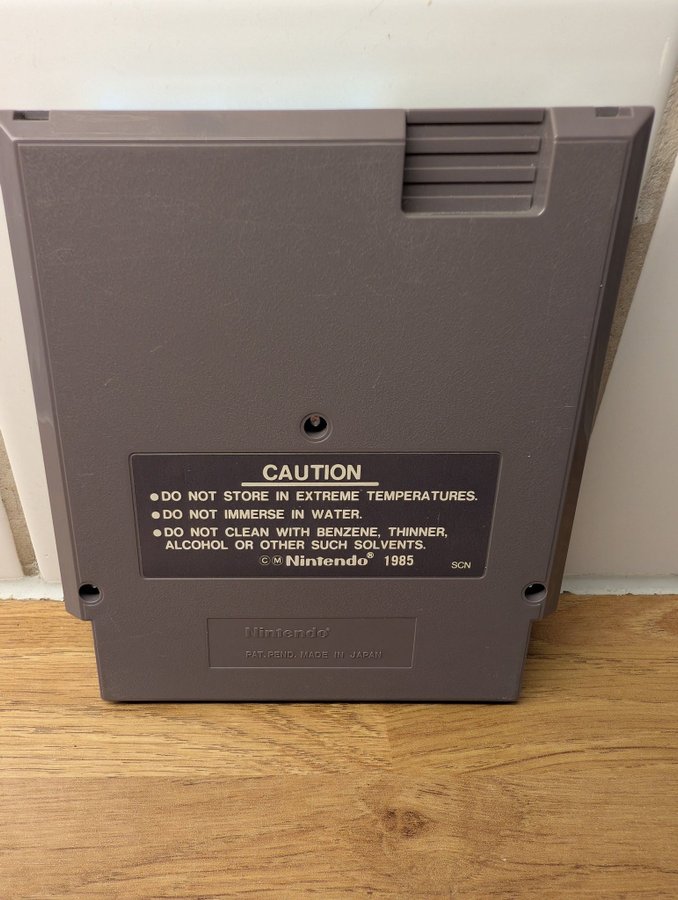 CAUTION
●DO NOT STORE IN EXTREME TEMPERATURES.
●DO NOT IMMERSE IN WATER.
●DO NOT CLEAN WITH BENZENE, THINNER,
ALCOHOL OR OTHER SUCH SOLVENTS.
ⒸⓂ Nintendo® 1985 SCN
Nintendo®
PAT. PEND. MADE IN JAPAN